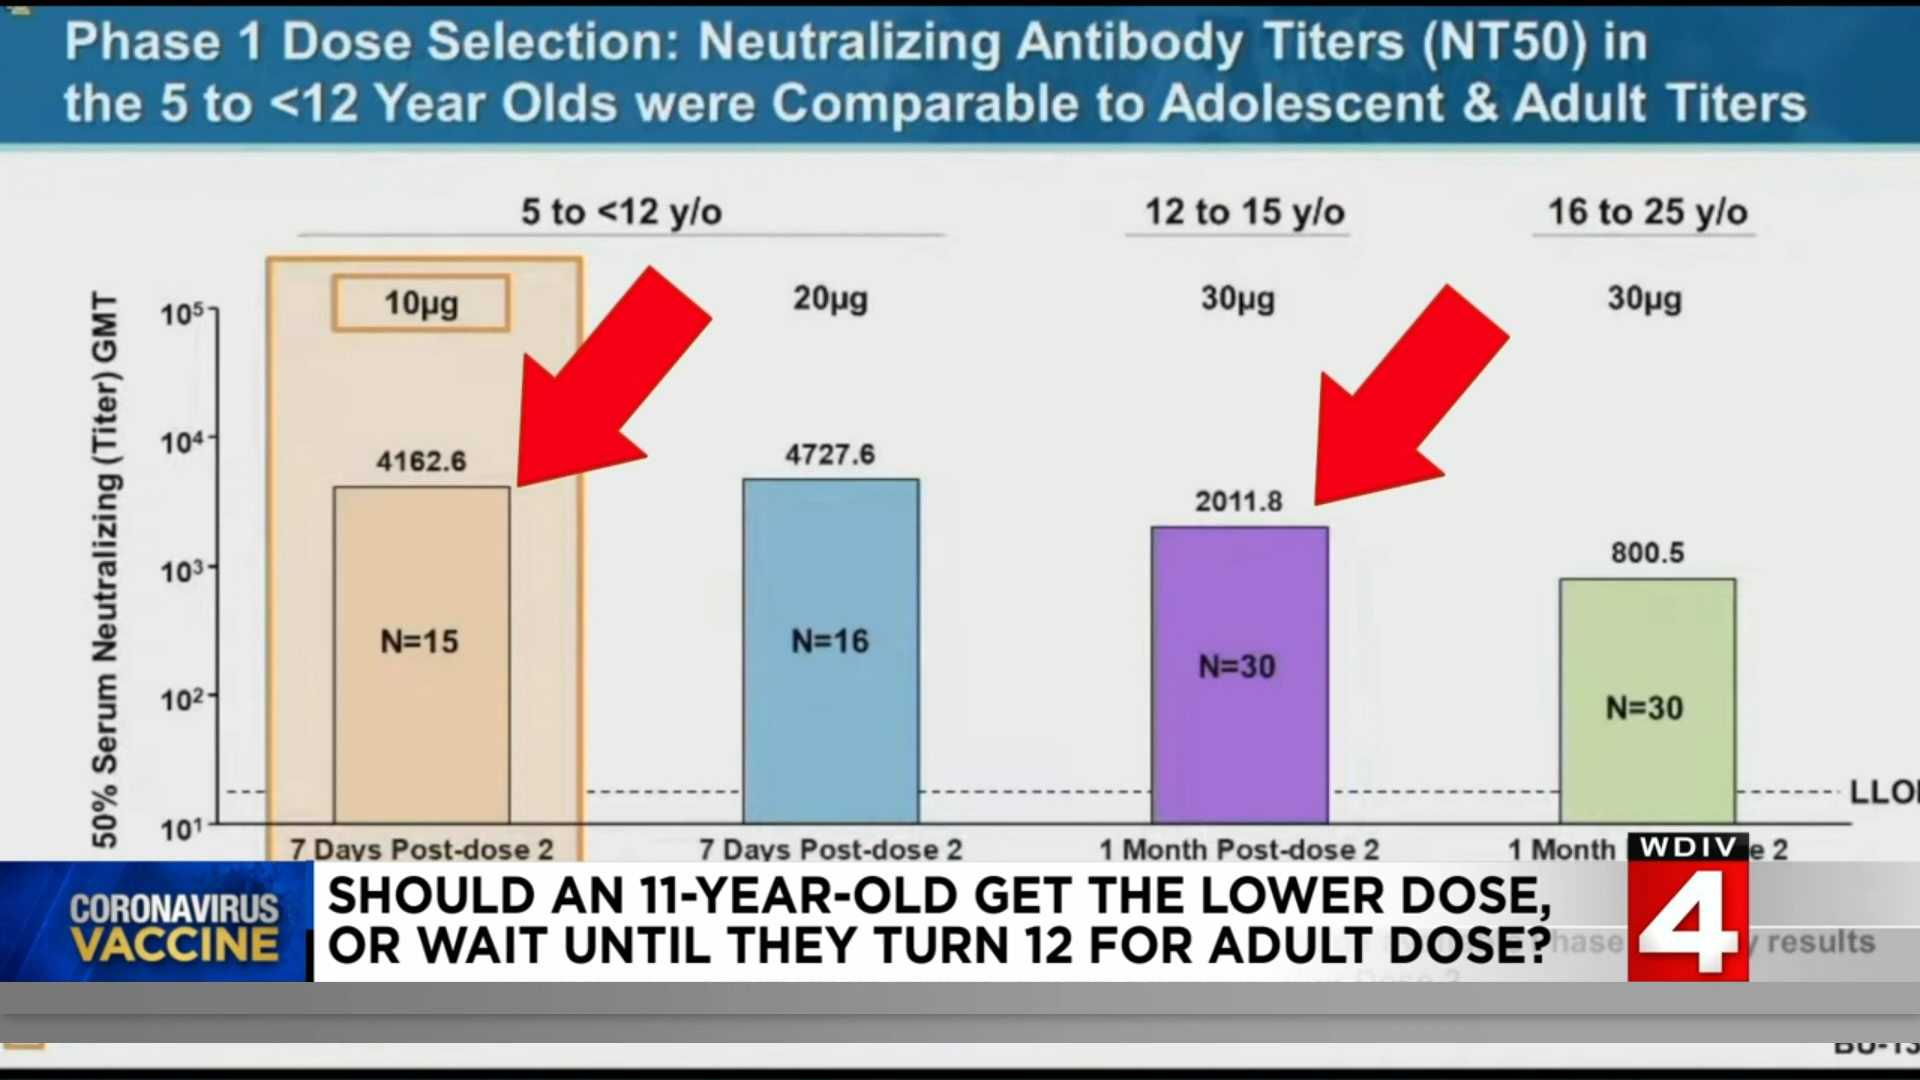 Phase 1 Dose Selection: Neutralizing Antibody Titers (NT50) in
the 5 to <12 Year Olds were Comparable to Adolescent & Adult Titers
5 to <12 y/o
12 to 15 y/o
16 to 25 y/o
10µg
20µg
30µg
30µg
50% Serum Neutralizing (Titer) GMT
10⁵
10⁴
10³
10²
10¹
4162.6
4727.6
2011.8
800.5
N=15
N=16
N=30
N=30
7 Days Post-dose 2
7 Days Post-dose 2
1 Month Post-dose 2
1 Month
e 2
CORONAVIRUS
VACCINE
SHOULD AN 11-YEAR-OLD GET THE LOWER DOSE,
OR WAIT UNTIL THEY TURN 12 FOR ADULT DOSE?
WDIV
4
results